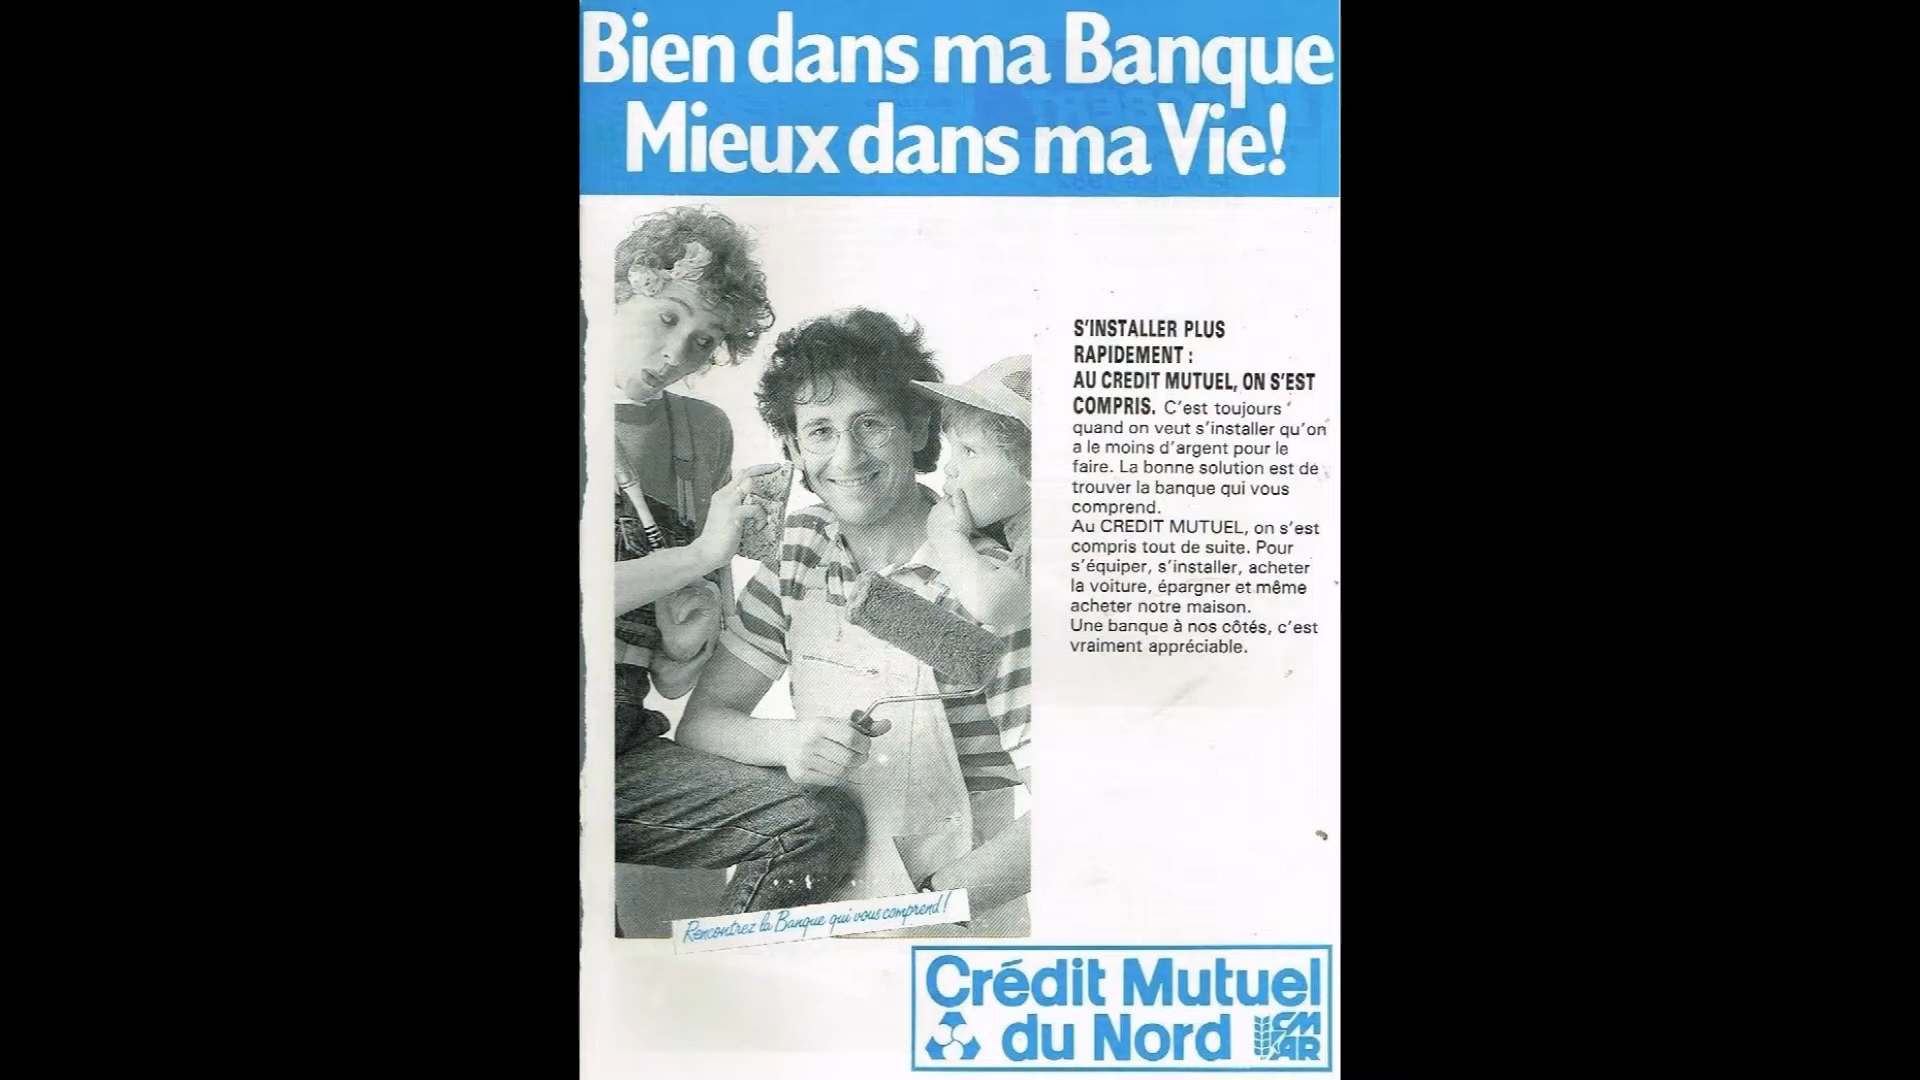 Bien dans ma Banque
Mieux dans ma Vie!
S'INSTALLER PLUS
RAPIDEMENT :
AU CREDIT MUTUEL, ON S'EST
COMPRIS. C'est toujours
quand on veut s'installer qu'on
a le moins d'argent pour le
faire. La bonne solution est de
trouver la banque qui vous
comprend.
Au CREDIT MUTUEL, on s'est
compris tout de suite. Pour
s'équiper, s'installer, acheter
la voiture, épargner et même
acheter notre maison.
Une banque à nos côtés, c'est
vraiment appréciable.
Rencontrez la Banque qui vous comprend!
Crédit Mutuel
du Nord
CM
AR